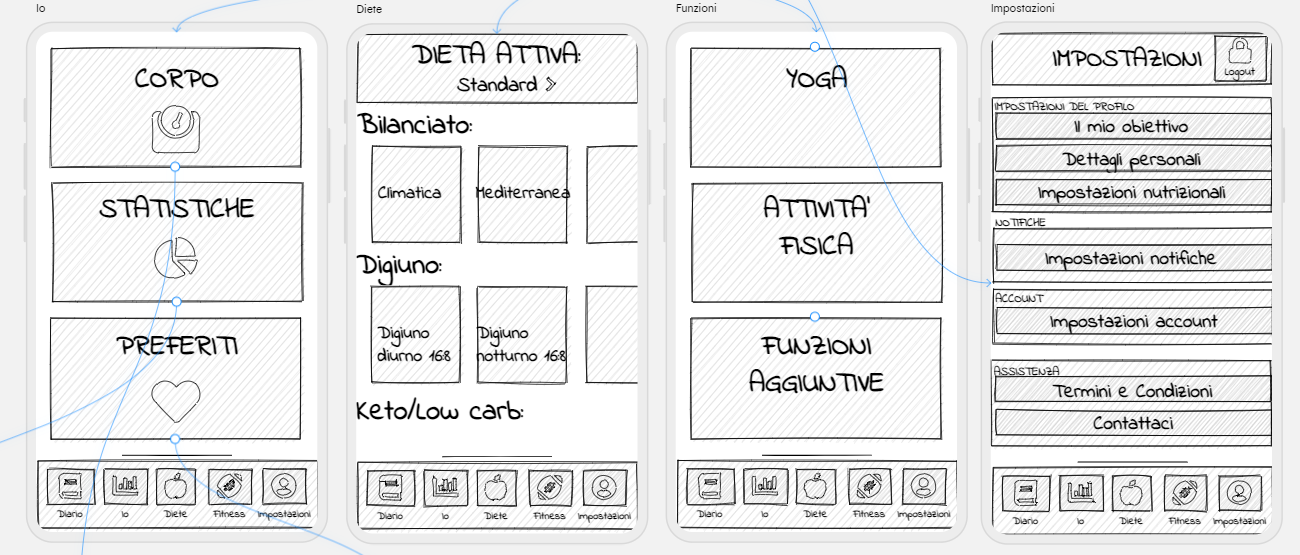 Io
CORPO
STATISTICHE
PREFERITI
Diario Io Diete Fitness Impostazioni
Diete
DIETA ATTIVA:
Standard
Bilanciato:
Climatica
Mediterranea
Digiuno:
Digiuno
diurno 16:8
Digiuno
notturno 16:8
Keto/Low carb:
Diario Io Diete Fitness Impostazioni
Funzioni
YOGA
ATTIVITA'
FISICA
FUNZIONI
AGGIUNTIVE
Diario Io Diete Fitness Impostazioni
Impostazioni
IMPOSTAZIONI
Logout
IMPOSTAZIONI DEL PROFILO
Il mio obiettivo
Dettagli personali
Impostazioni nutrizionali
NOTIFICHE
Impostazioni notifiche
ACCOUNT
Impostazioni account
ASSISTENZA
Termini e Condizioni
Contattaci
Diario Io Diete Fitness Impostazioni